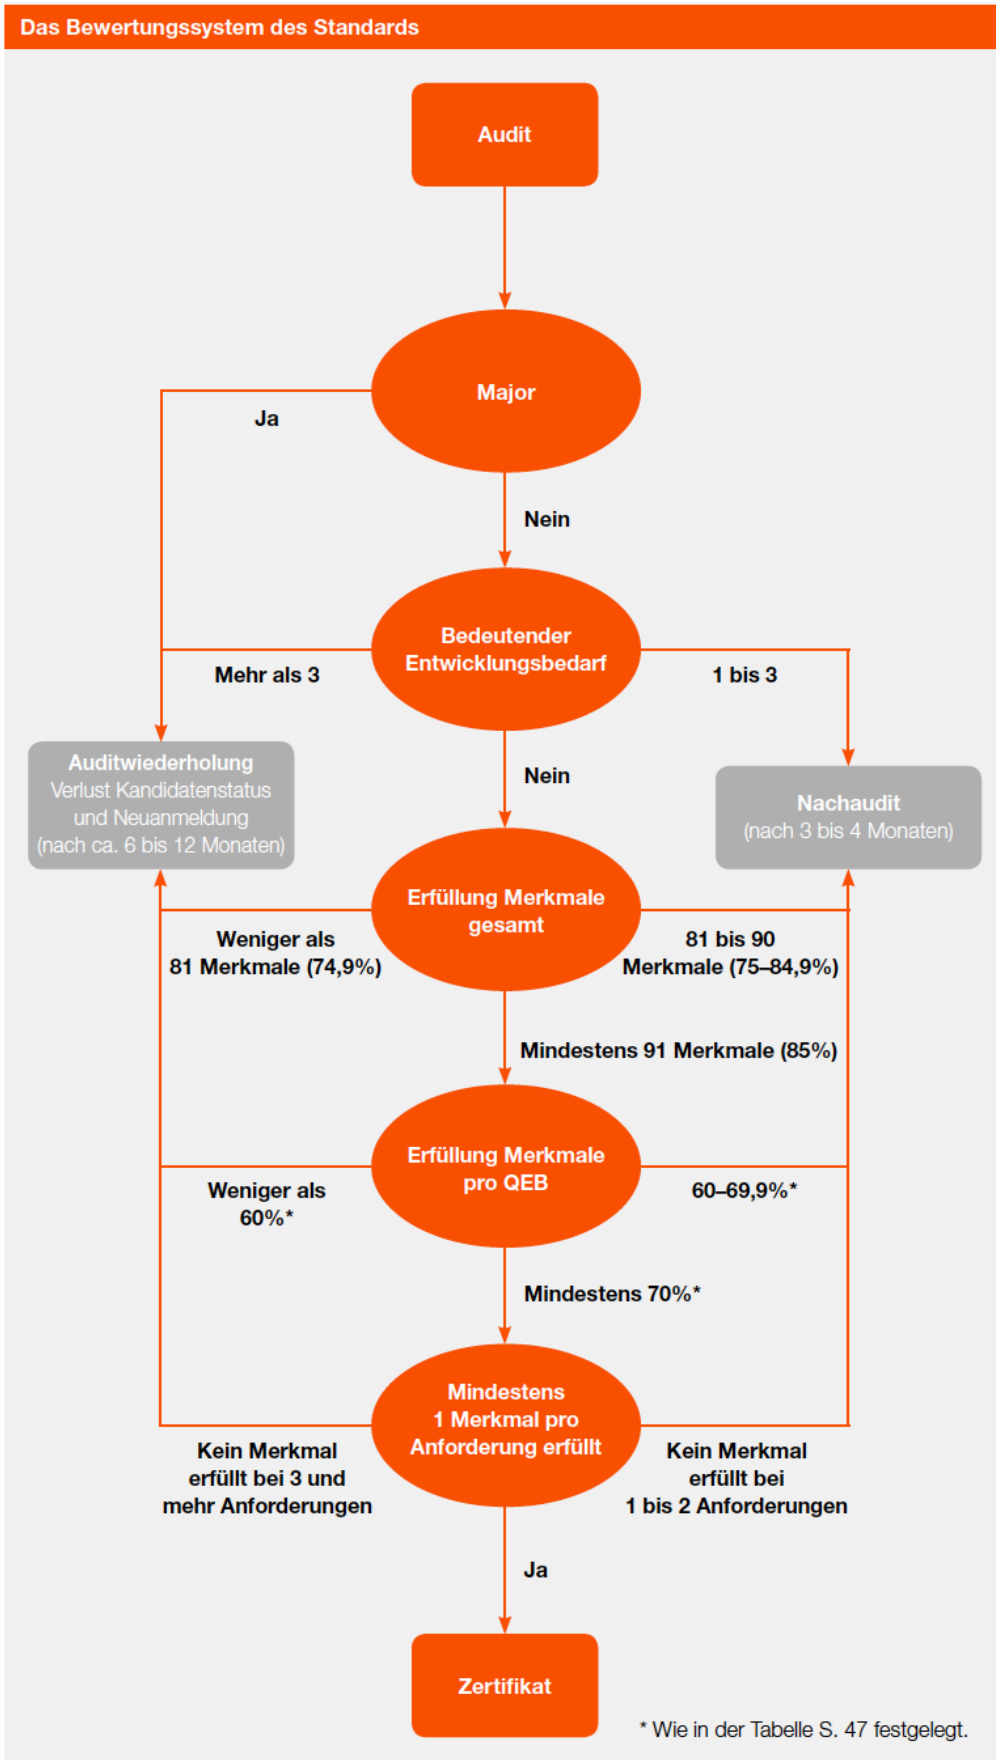 Das Bewertungssystem des Standards
Audit
Major
Ja
Nein
Bedeutender
Entwicklungsbedarf
Mehr als 3
1 bis 3
Auditwiederholung
Verlust Kandidatenstatus
und Neuanmeldung
(nach ca. 6 bis 12 Monaten)
Nein
Nachaudit
(nach 3 bis 4 Monaten)
Erfüllung Merkmale
gesamt
Weniger als
81 Merkmale (74,9%)
81 bis 90
Merkmale (75–84,9%)
Mindestens 91 Merkmale (85%)
Erfüllung Merkmale
pro QEB
Weniger als
60%*
60–69,9%*
Mindestens 70%*
Mindestens
1 Merkmal pro
Anforderung erfüllt
Kein Merkmal
erfüllt bei 3 und
mehr Anforderungen
Kein Merkmal
erfüllt bei
1 bis 2 Anforderungen
Ja
Zertifikat
* Wie in der Tabelle S. 47 festgelegt.